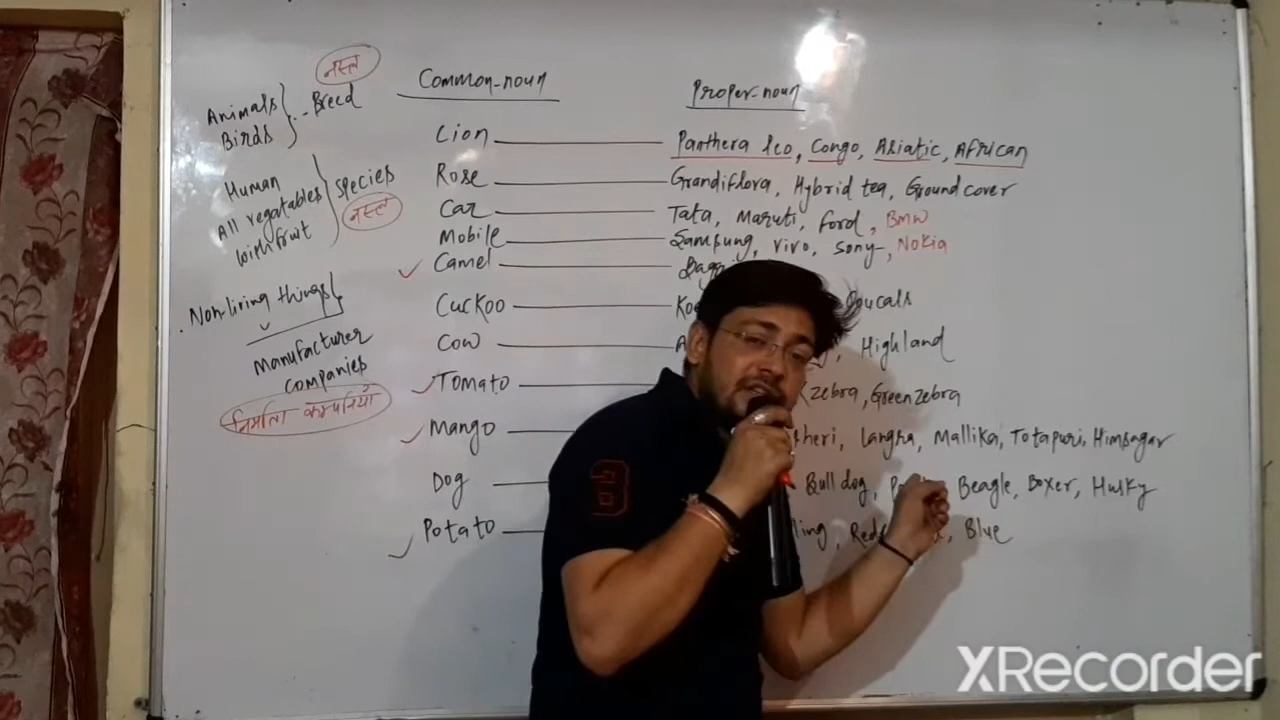 नस्ल
Animals
Birds
Breed
Human
All vegatables
with fruit
Species
नस्ल
Non-living things
Manufacturer
companies
निर्माता कम्पनियाँ
Common-noun
Proper-noun
Lion Panthera leo, Congo, Asiatic, African
Rose Grandiflora, Hybrid tea, Ground cover
Car Tata, Maruti, Ford, BMW
Mobile Sampung, Vivo, Sony, Nokia
Camel
Cuckoo
Cow Highland
Tomato zebra, Green zebra
Mango Langra, Mallika, Totapuri, Himsagar
Dog Bull dog, Beagle, Boxer, Husky
Potato Blue
XRecorder